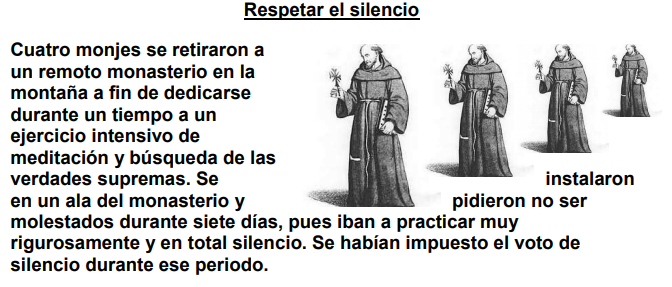 Respetar el silencio
Cuatro monjes se retiraron a
un remoto monasterio en la
montaña a fin de dedicarse
durante un tiempo a un
ejercicio intensivo de
meditación y búsqueda de las
verdades supremas. Se instalaron
en un ala del monasterio y pidieron no ser
molestados durante siete días, pues iban a practicar muy
rigurosamente y en total silencio. Se habían impuesto el voto de
silencio durante ese periodo.